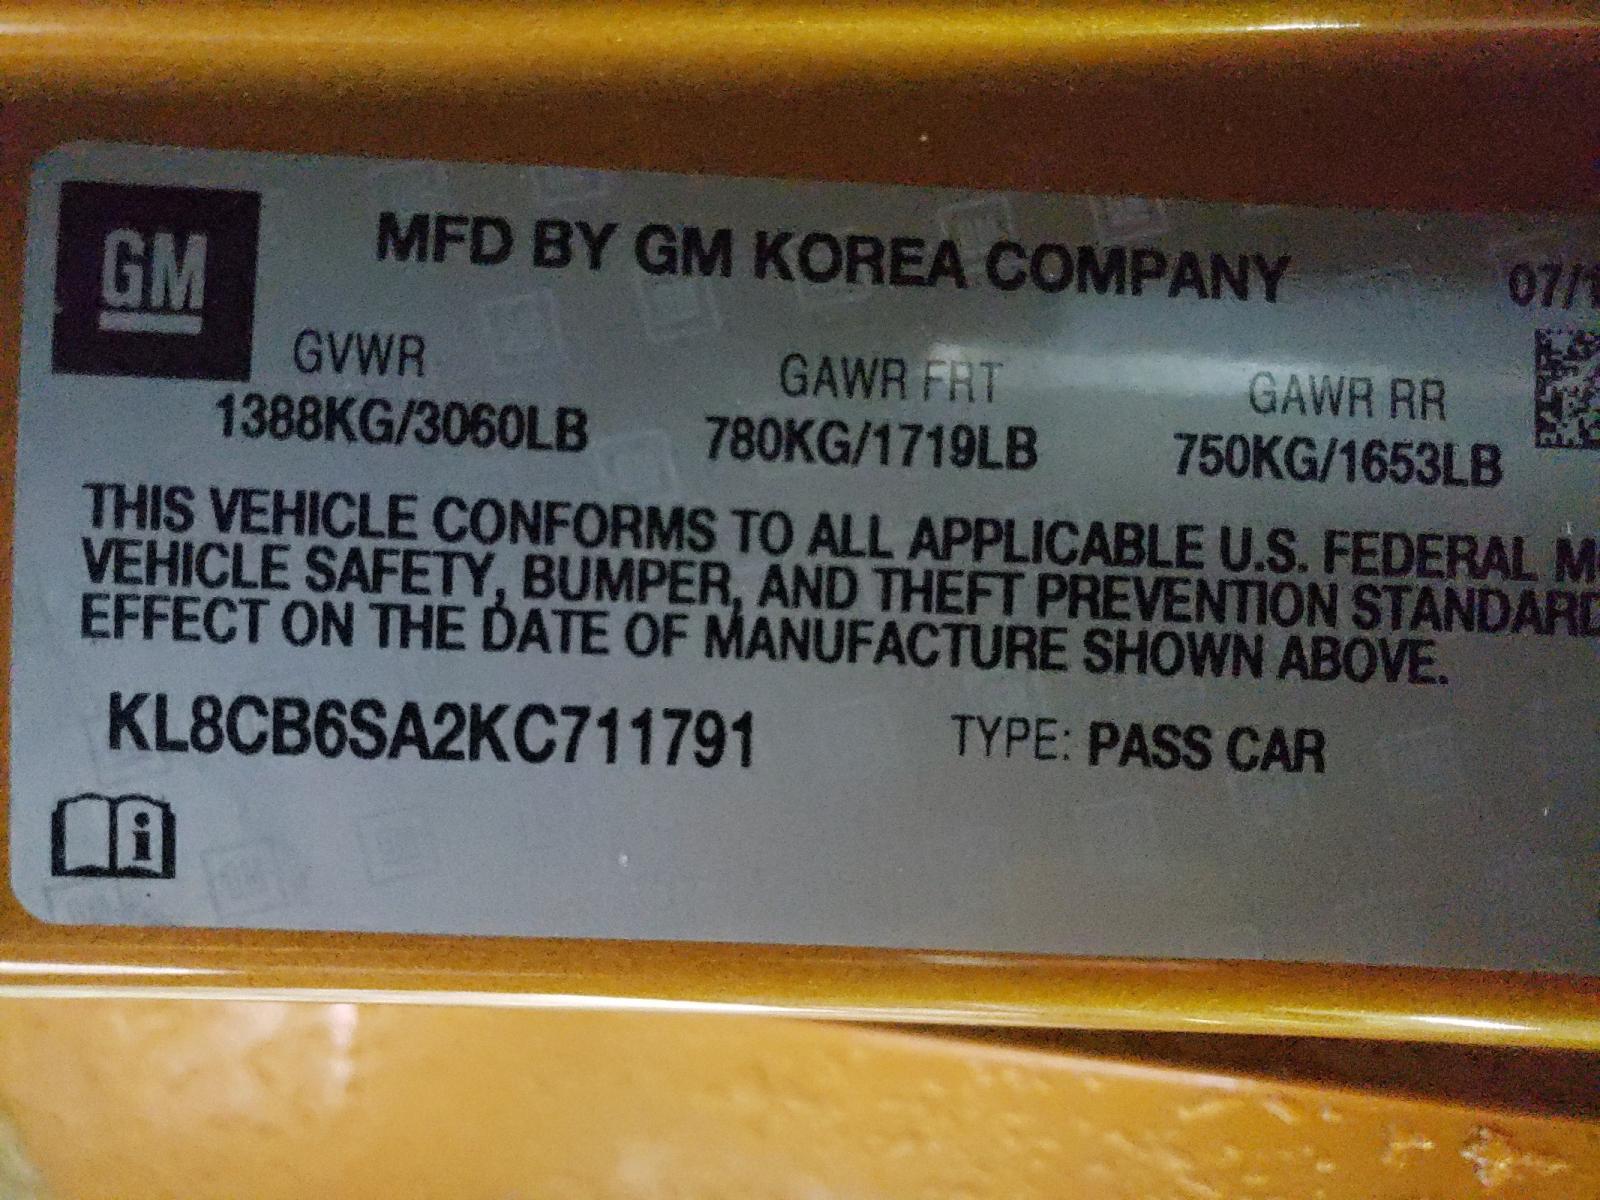 GM
MFD BY GM KOREA COMPANY
07/1
GVWR
GAWR FRT
GAWR RR
1388KG/3060LB
780KG/1719LB
750KG/1653LB
THIS VEHICLE CONFORMS TO ALL APPLICABLE U.S. FEDERAL M
VEHICLE SAFETY, BUMPER, AND THEFT PREVENTION STANDARD
EFFECT ON THE DATE OF MANUFACTURE SHOWN ABOVE.
KL8CB6SA2KC711791
TYPE: PASS CAR
i